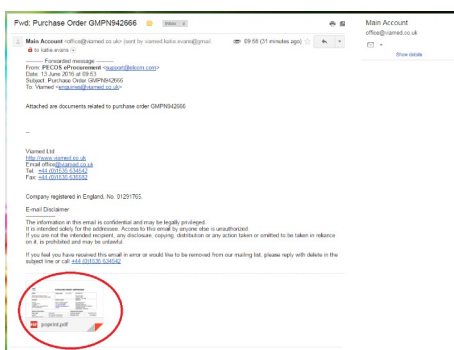 Fwd: Purchase Order GMPN942666
Inbox x
Main Account
office@viamed.co.uk
Show details
Main Account <office@viamed.co.uk> (sent by viamed.katie.evans@gmail.
09:58 (31 minutes ago)
to katie.evans
---------- Forwarded message ----------
From: PECOS eProcurement <support@elcom.com>
Date: 13 June 2016 at 09:53
Subject: Purchase Order GMPN942666
To: Viamed <enquiries@viamed.co.uk>
Attached are documents related to purchase order GMPN942666
--
Viamed Ltd
http://www.viamed.co.uk
Email office@viamed.co.uk
Tel: +44 (0)1535 634542
Fax: +44 (0)1535 635582
Company registered in England, No. 01291765.
E-mail Disclaimer
The information in this email is confidential and may be legally privileged.
It is intended solely for the addressee. Access to this email by anyone else is unauthorized.
If you are not the intended recipient, any disclosure, copying, distribution or any action taken or omitted to be taken in reliance
on it, is prohibited and may be unlawful.
If you feel you have received this email in error or would like to be removed from our mailing list, please reply with delete in the
subject line or call +44 (0)1535 634542
PDF poprint.pdf